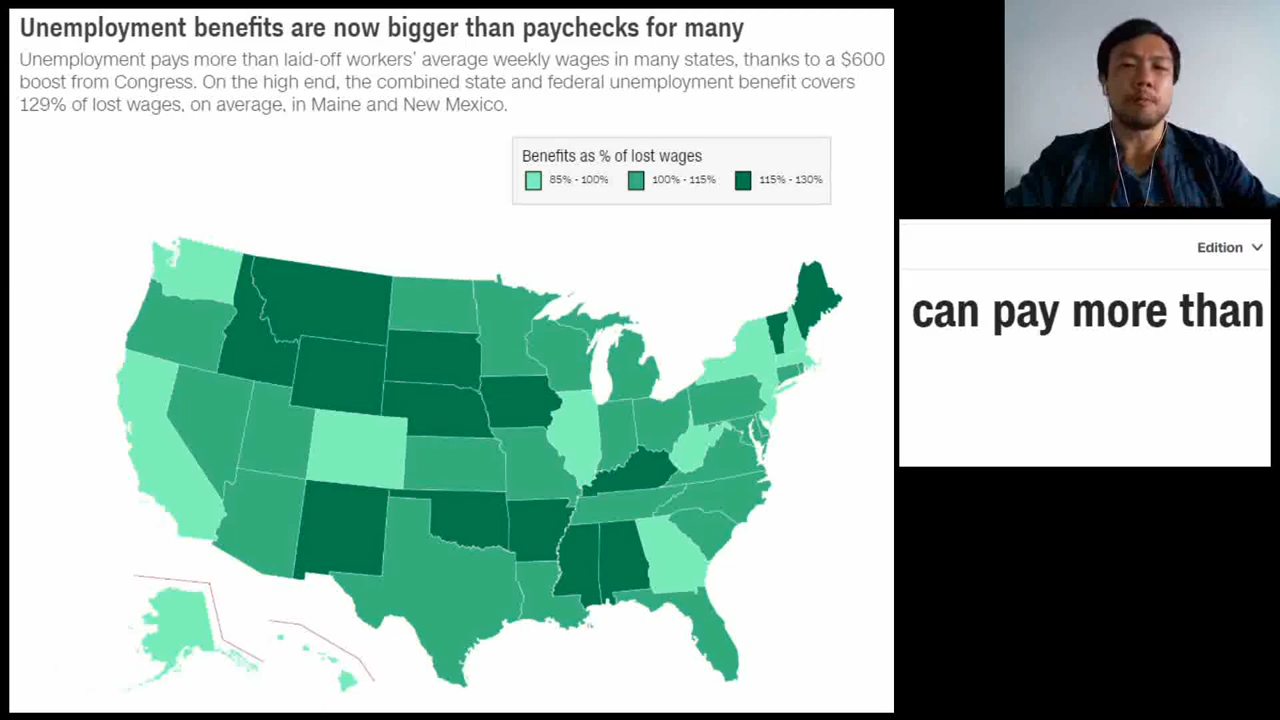 Unemployment benefits are now bigger than paychecks for many
Unemployment pays more than laid-off workers' average weekly wages in many states, thanks to a $600
boost from Congress. On the high end, the combined state and federal unemployment benefit covers
129% of lost wages, on average, in Maine and New Mexico.
Benefits as % of lost wages
85% - 100%
100% - 115%
115% - 130%
Edition
can pay more than